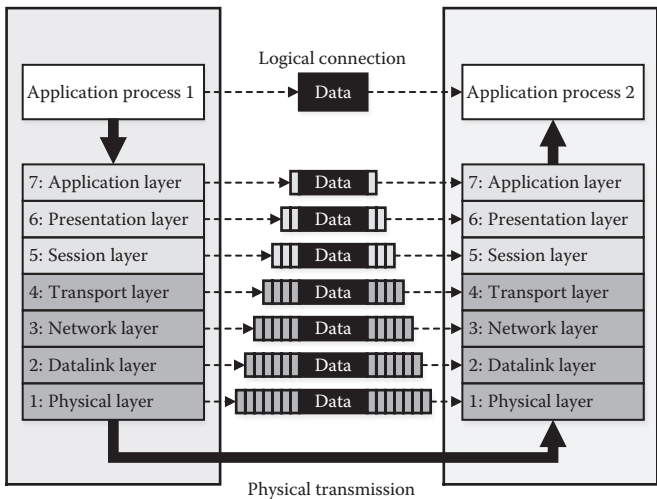 Logical connection
Application process 1
Data
Application process 2
7: Application layer
Data
7: Application layer
6: Presentation layer
Data
6: Presentation layer
5: Session layer
Data
5: Session layer
4: Transport layer
Data
4: Transport layer
3: Network layer
Data
3: Network layer
2: Datalink layer
Data
2: Datalink layer
1: Physical layer
Data
1: Physical layer
Physical transmission